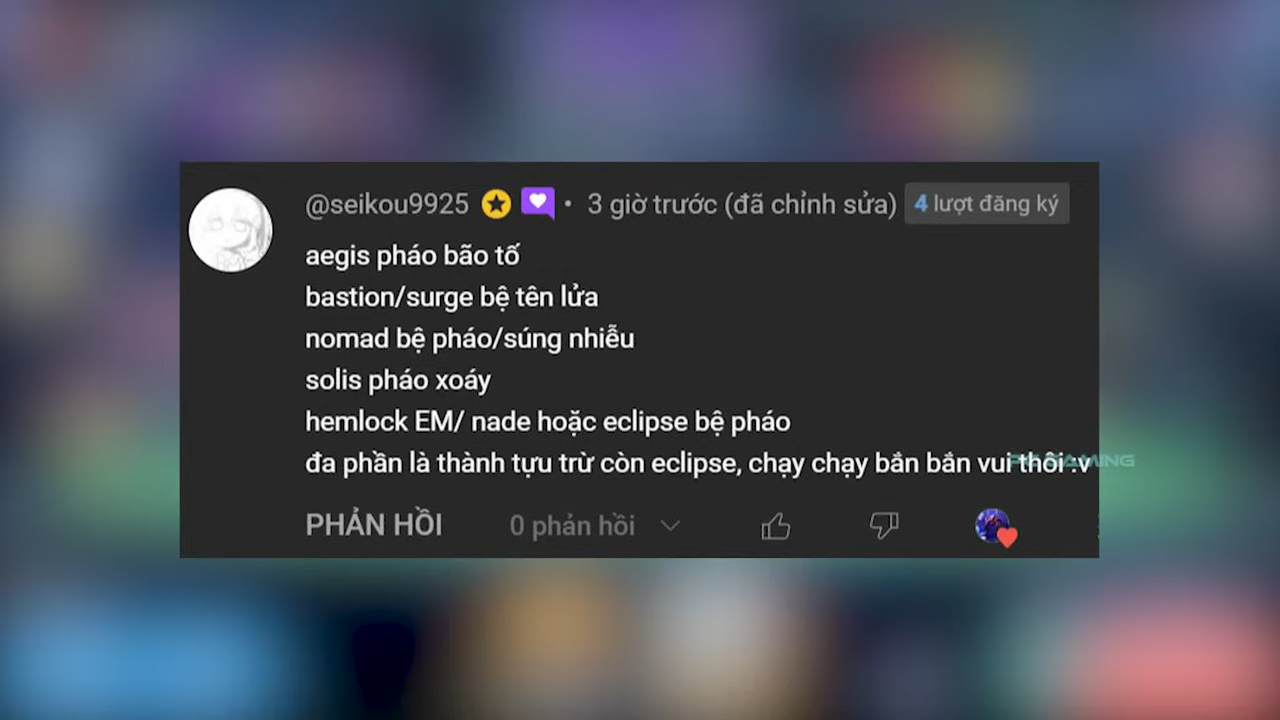 @seikou9925 • 3 giờ trước (đã chỉnh sửa) 4 lượt đăng ký
aegis pháo bão tố
bastion/surge bệ tên lửa
nomad bệ pháo/súng nhiễu
solis pháo xoáy
hemlock EM/ nade hoặc eclipse bệ pháo
đa phần là thành tựu trừ còn eclipse, chạy chạy bắn bắn vui thôi :v
PHẢN HỒI 0 phản hồi